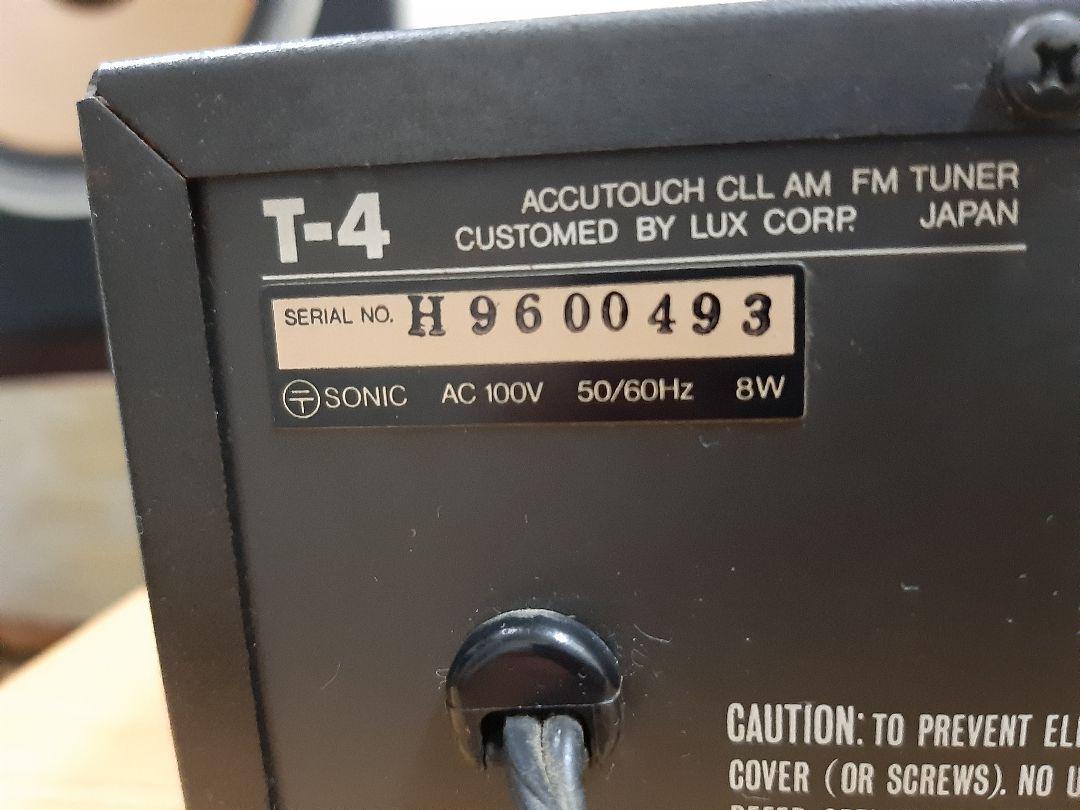 T-4
ACCUTOUCH CLL AM FM TUNER
CUSTOMED BY LUX CORP. JAPAN
SERIAL NO. H9600493
SONIC AC 100V 50/60Hz 8W
CAUTION: TO PREVENT
COVER (OR SCREWS). NO